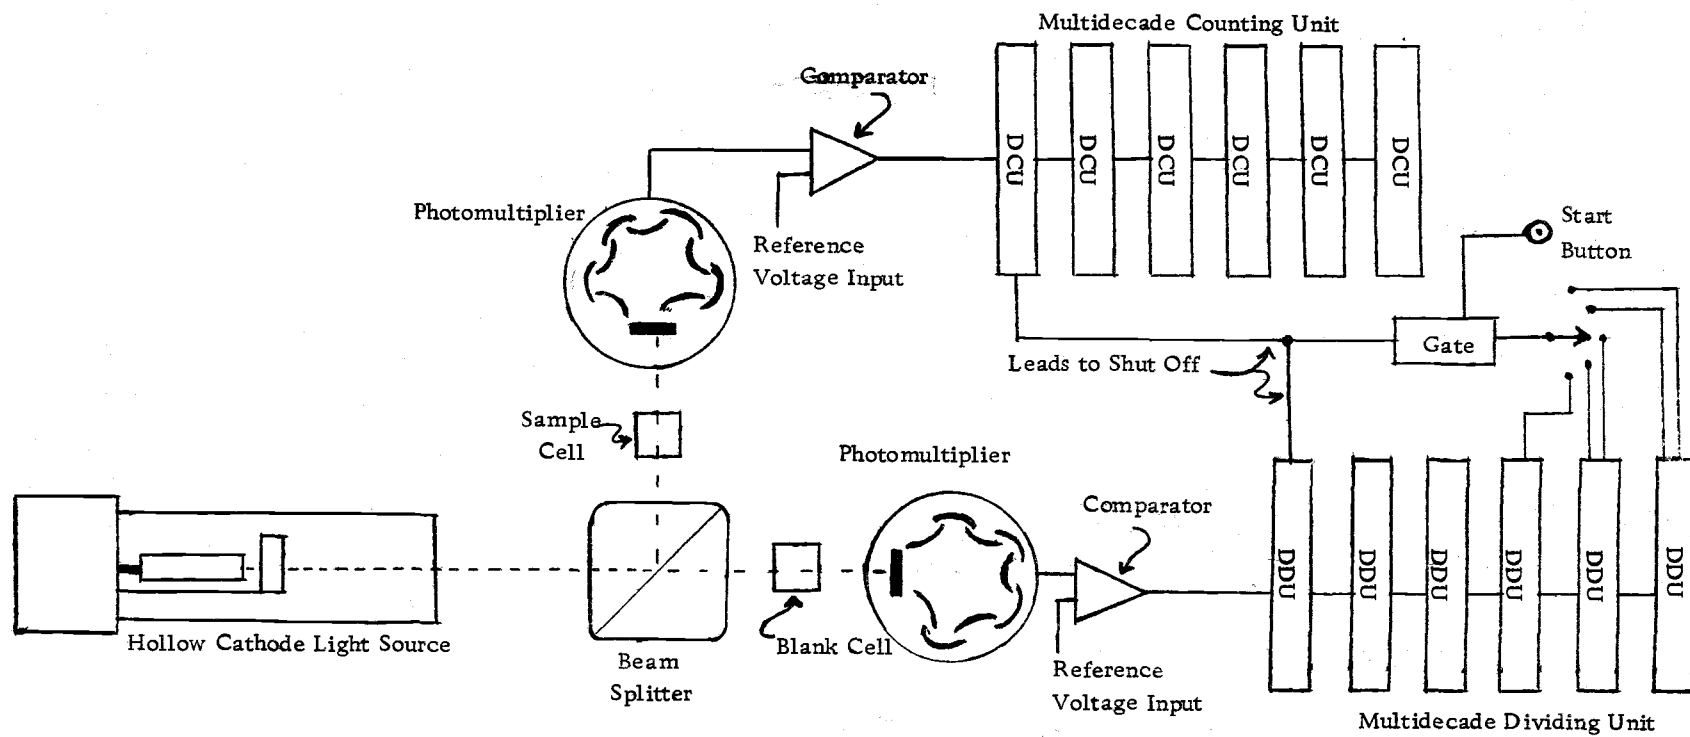 Multidecade Counting Unit
Comparator
DCU
DCU
DCU
DCU
DCU
DCU
Photomultiplier
Reference
Voltage Input
Start
Button
Gate
Leads to Shut Off
Sample
Cell
Photomultiplier
Comparator
DDU
DDU
DDU
DDU
DDU
DDU
Hollow Cathode Light Source
Beam
Splitter
Blank Cell
Reference
Voltage Input
Multidecade Dividing Unit